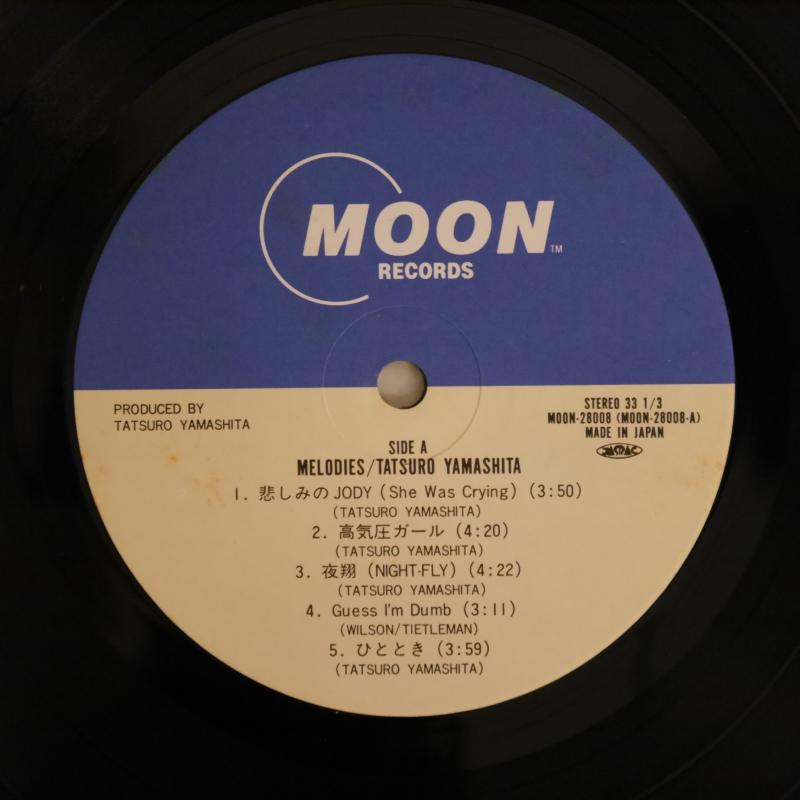 MOON™
RECORDS
PRODUCED BY
TATSURO YAMASHITA
STEREO 33 1/3
MOON-28008 (MOON-28008-A)
MADE IN JAPAN
JASRAC
SIDE A
MELODIES/TATSURO YAMASHITA
1. 悲しみのJODY (She Was Crying) (3:50)
(TATSURO YAMASHITA)
2. 高気圧ガール (4:20)
(TATSURO YAMASHITA)
3. 夜翔 (NIGHT-FLY) (4:22)
(TATSURO YAMASHITA)
4. Guess I'm Dumb (3:11)
(WILSON/TIETLEMAN)
5. ひととき (3:59)
(TATSURO YAMASHITA)